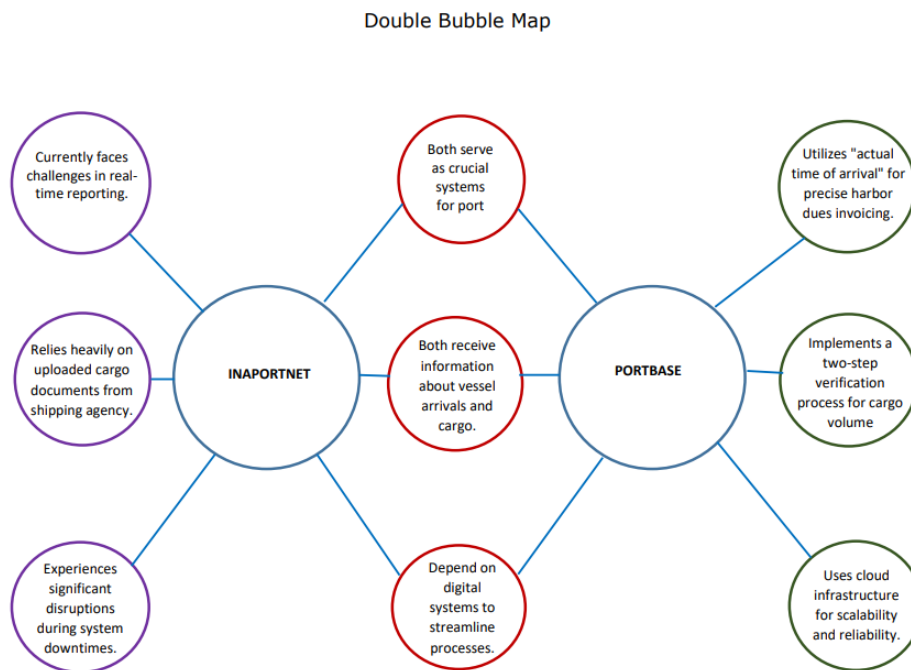 Double Bubble Map
Currently faces
challenges in real-
time reporting.
Both serve
as crucial
systems
for port
Utilizes "actual
time of arrival" for
precise harbor
dues invoicing.
Relies heavily on
uploaded cargo
documents from
shipping agency.
INAPORTNET
Both receive
information
about vessel
arrivals and
cargo.
PORTBASE
Implements a
two-step
verification
process for cargo
volume
Experiences
significant
disruptions
during system
downtimes.
Depend on
digital
systems to
streamline
processes.
Uses cloud
infrastructure
for scalability
and reliability.